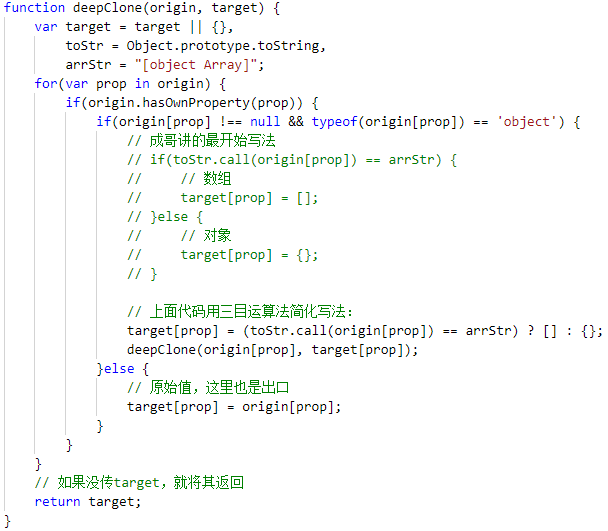 function deepClone(origin, target) {
    var target = target || {},
        toStr = Object.prototype.toString,
        arrStr = "[object Array]";
    for(var prop in origin) {
        if(origin.hasOwnProperty(prop)) {
            if(origin[prop] !== null && typeof(origin[prop]) == 'object') {
                // 成哥讲的最开始写法
                // if(toStr.call(origin[prop]) == arrStr) {
                //     // 数组
                //     target[prop] = [];
                // }else {
                //     // 对象
                //     target[prop] = {};
                // }
                // 上面代码用三目运算法简化写法：
                target[prop] = (toStr.call(origin[prop]) == arrStr) ? [] : {};
                deepClone(origin[prop], target[prop]);
            }else {
                // 原始值，这里也是出口
                target[prop] = origin[prop];
            }
        }
    }
    // 如果没传target，就将其返回
    return target;
}